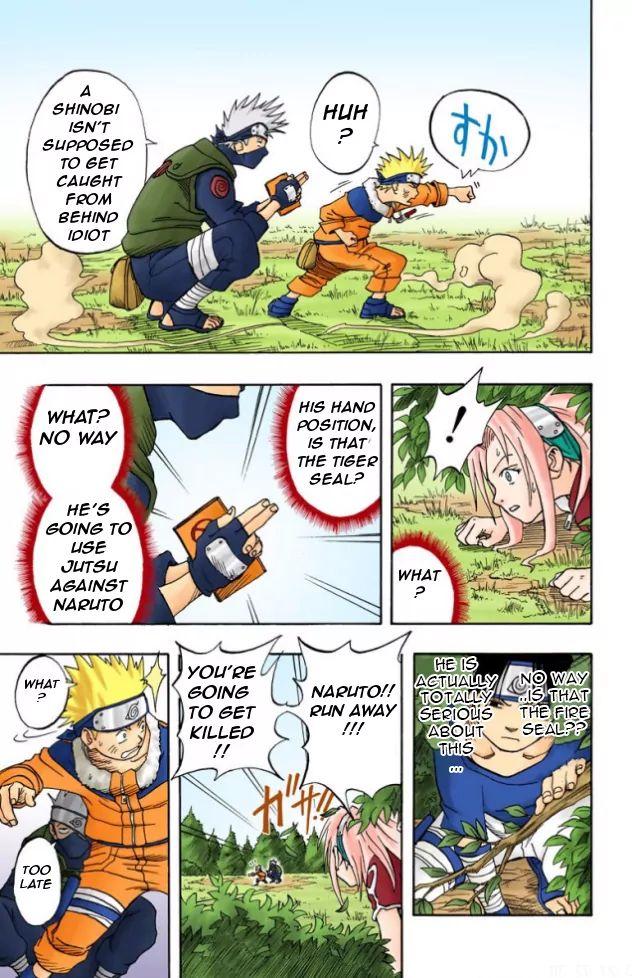 すか
HUH
?
A
SHINOBI
ISN'T
SUPPOSED
TO GET
CAUGHT
FROM
BEHIND
IDIOT
!
WHAT
?
HIS HAND
POSITION,
IS THAT
THE TIGER
SEAL?
WHAT?
NO WAY
HE'S
GOING TO
USE
JUTSU
AGAINST
NARUTO
NO WAY
..IS THAT
THE FIRE
SEAL??
HE IS
ACTUALLY
TOTALLY
SERIOUS
ABOUT
THIS
...
NARUTO!!
RUN AWAY
!!!
YOU'RE
GOING
TO GET
KILLED
!!
ガサ!!
WHAT
?
TOO
LATE